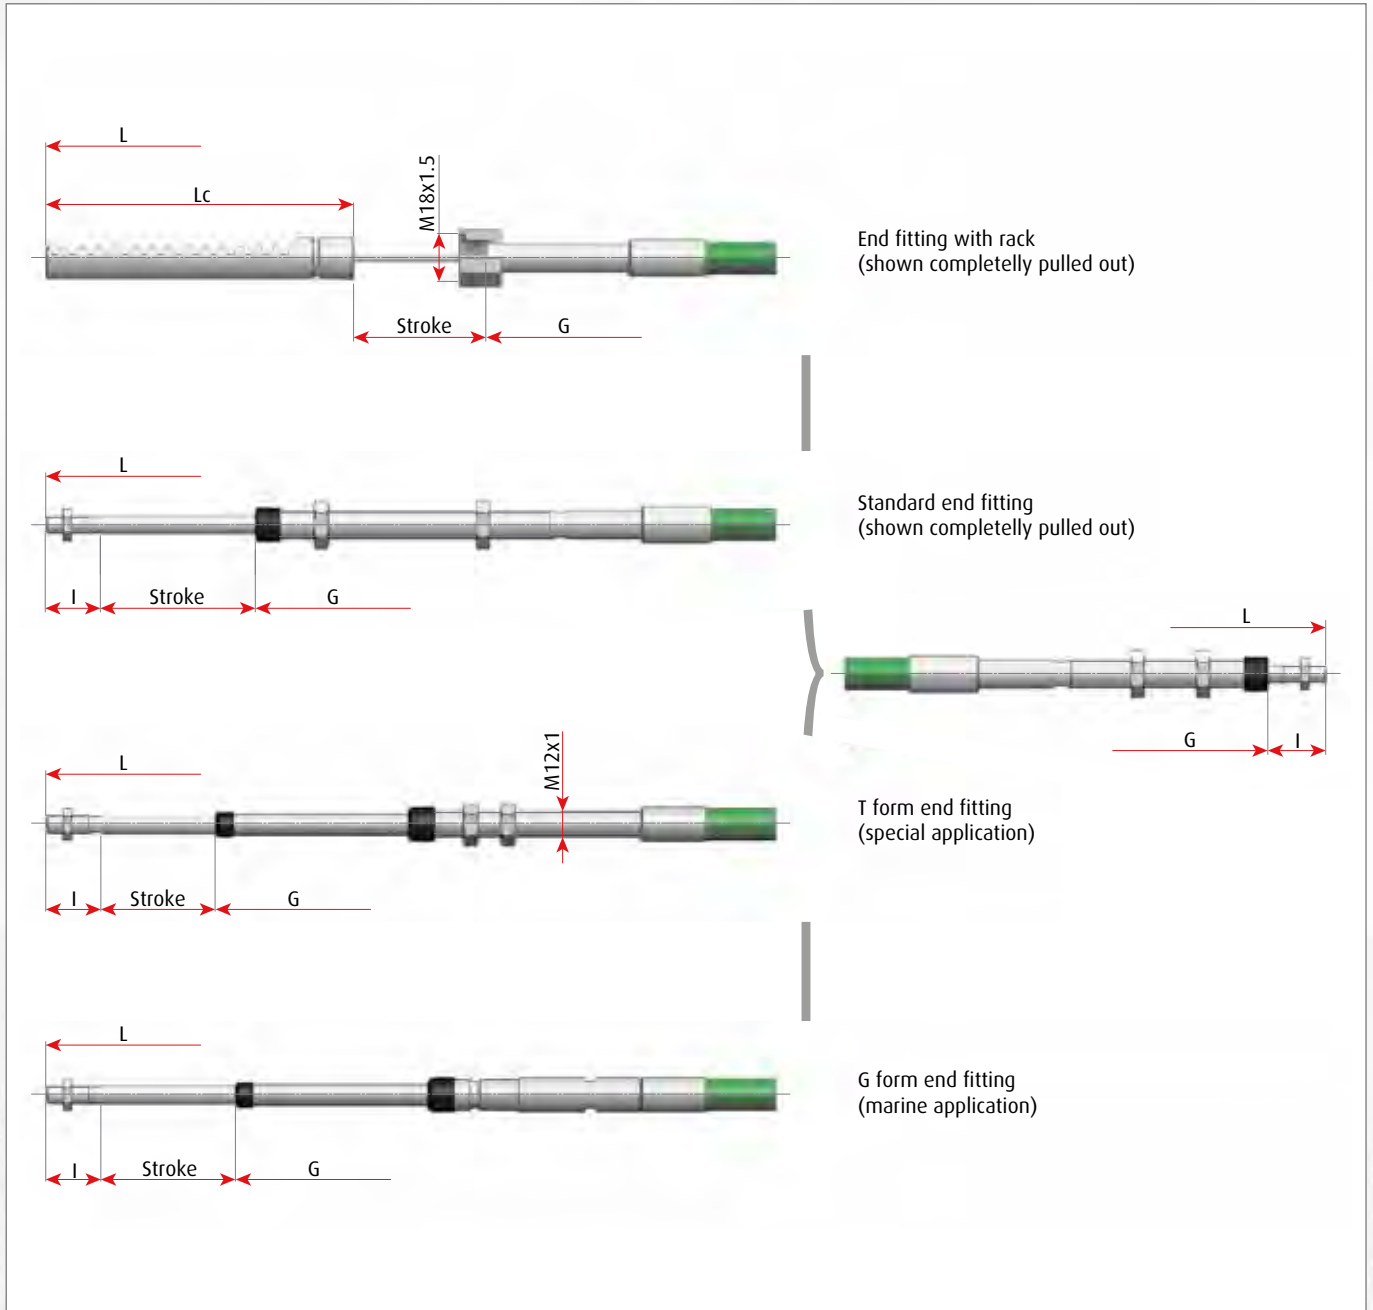 L
Lc
M18x1.5
Stroke
G
End fitting with rack
(shown completelly pulled out)
L
I
Stroke
G
Standard end fitting
(shown completelly pulled out)
L
G
I
L
M12x1
I
Stroke
G
T form end fitting
(special application)
L
I
Stroke
G
G form end fitting
(marine application)